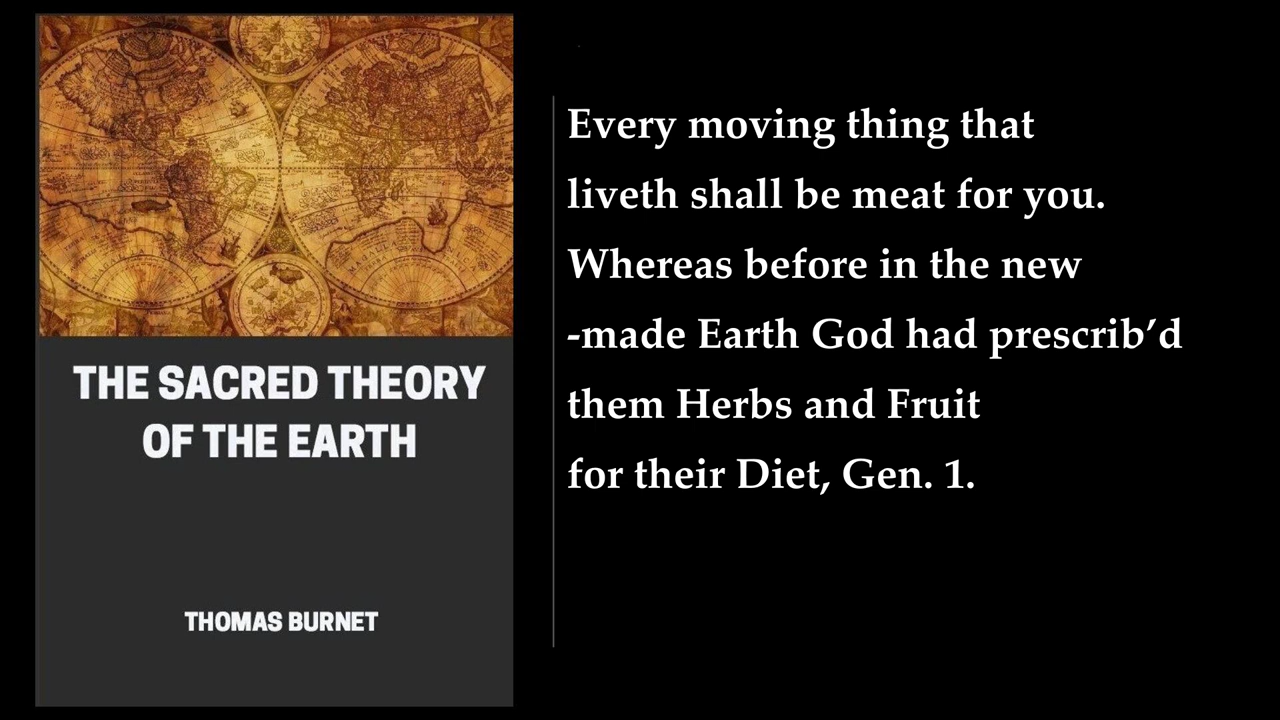 THE SACRED THEORY
OF THE EARTH
THOMAS BURNET
Every moving thing that
liveth shall be meat for you.
Whereas before in the new
-made Earth God had prescrib’d
them Herbs and Fruit
for their Diet, Gen. 1.